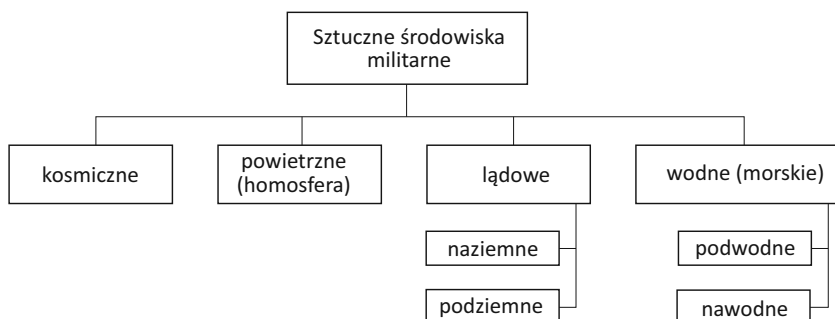 Sztuczne środowiska
militarne
kosmiczne
powietrzne
(homosfera)
lądowe
wodne (morskie)
naziemne
podwodne
podziemne
nawodne